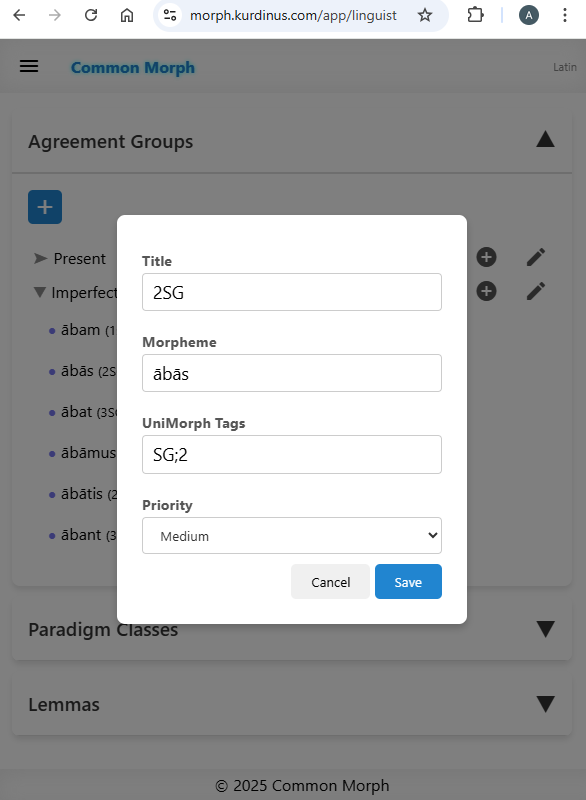 morph.kurdinus.com/app/linguist
A
Common Morph
Latin
Agreement Groups
+
Present
Imperfect
ābam (1
ābās (2S
ābat (3S
ābāmus
ābātis (2
ābant (3
Title
2SG
Morpheme
ābās
UniMorph Tags
SG;2
Priority
Medium
Cancel
Save
Paradigm Classes
Lemmas
© 2025 Common Morph